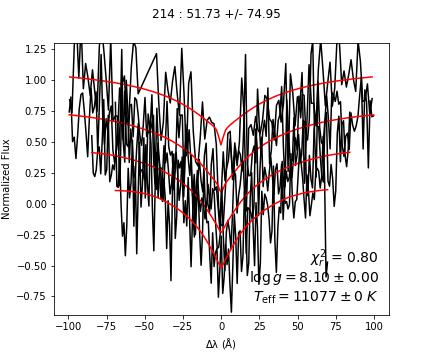 214 : 51.73 +/- 74.95
1.25
1.00
0.75
0.50
0.25
0.00
−0.25
−0.50
−0.75
Normalized Flux
χ²ᵣ = 0.80
log g = 8.10 ± 0.00
T_eff = 11077 ± 0 K
−100 −75 −50 −25 0 25 50 75 100
Δλ (Å)